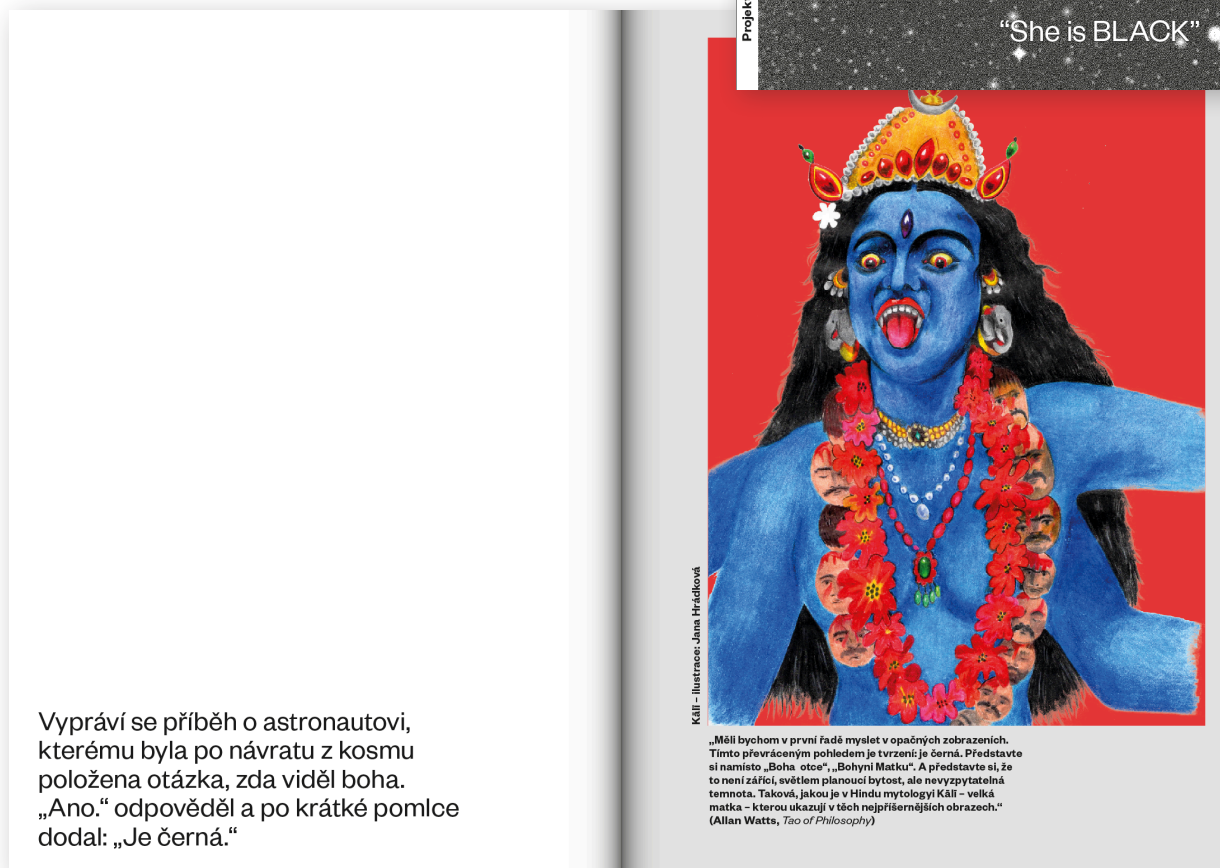 Projek
“She is BLACK”
Vypráví se příběh o astronautovi,
kterému byla po návratu z kosmu
položena otázka, zda viděl boha.
„Ano.“ odpověděl a po krátké pomlce
dodal: „Je černá.“
Kālī – ilustrace: Jana Hrádková
„Měli bychom v první řadě myslet v opačných zobrazeních.
Tímto převráceným pohledem je tvrzení: je černá. Představte
si namísto „Boha otce“, „Bohyni Matku“. A představte si, že
to není zářící, světlem planoucí bytost, ale nevyzpytatelná
temnota. Taková, jakou je v Hindu mytologyi Kālī – velká
matka – kterou ukazují v těch nejpříšernějších obrazech.“
(Allan Watts, Tao of Philosophy)